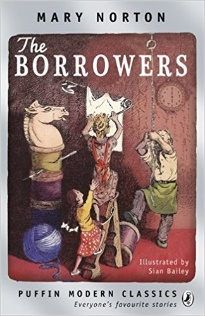 MARY NORTON
The
BORROWERS
Illustrated by
Sian Bailey
PUFFIN MODERN CLASSICS
Everyone's favourite stories